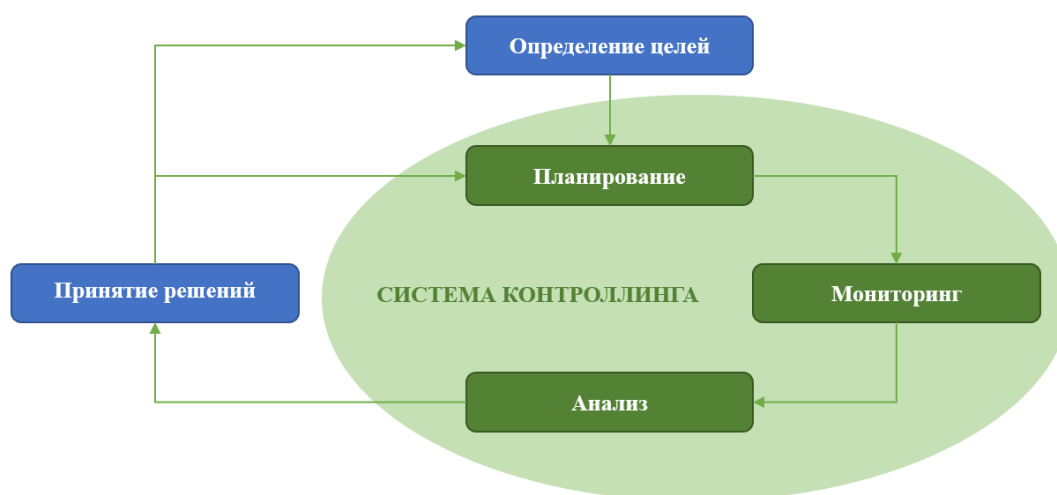 Определение целей
Планирование
Принятие решений
СИСТЕМА КОНТРОЛЛИНГА
Мониторинг
Анализ